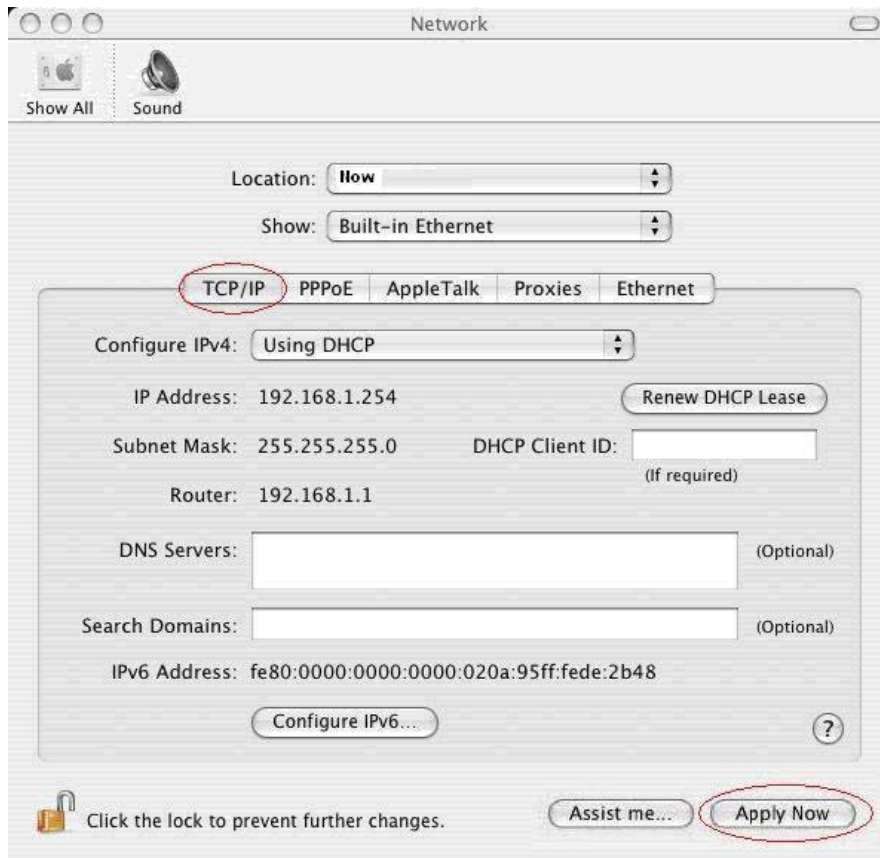 Network
Show All
Sound
Location: Now
Show: Built-in Ethernet
TCP/IP PPPoE AppleTalk Proxies Ethernet
Configure IPv4: Using DHCP
IP Address: 192.168.1.254
Renew DHCP Lease
Subnet Mask: 255.255.255.0
DHCP Client ID:
(If required)
Router: 192.168.1.1
DNS Servers:
(Optional)
Search Domains:
(Optional)
IPv6 Address: fe80:0000:0000:0000:020a:95ff:fede:2b48
Configure IPv6...
?
Click the lock to prevent further changes.
Assist me...
Apply Now